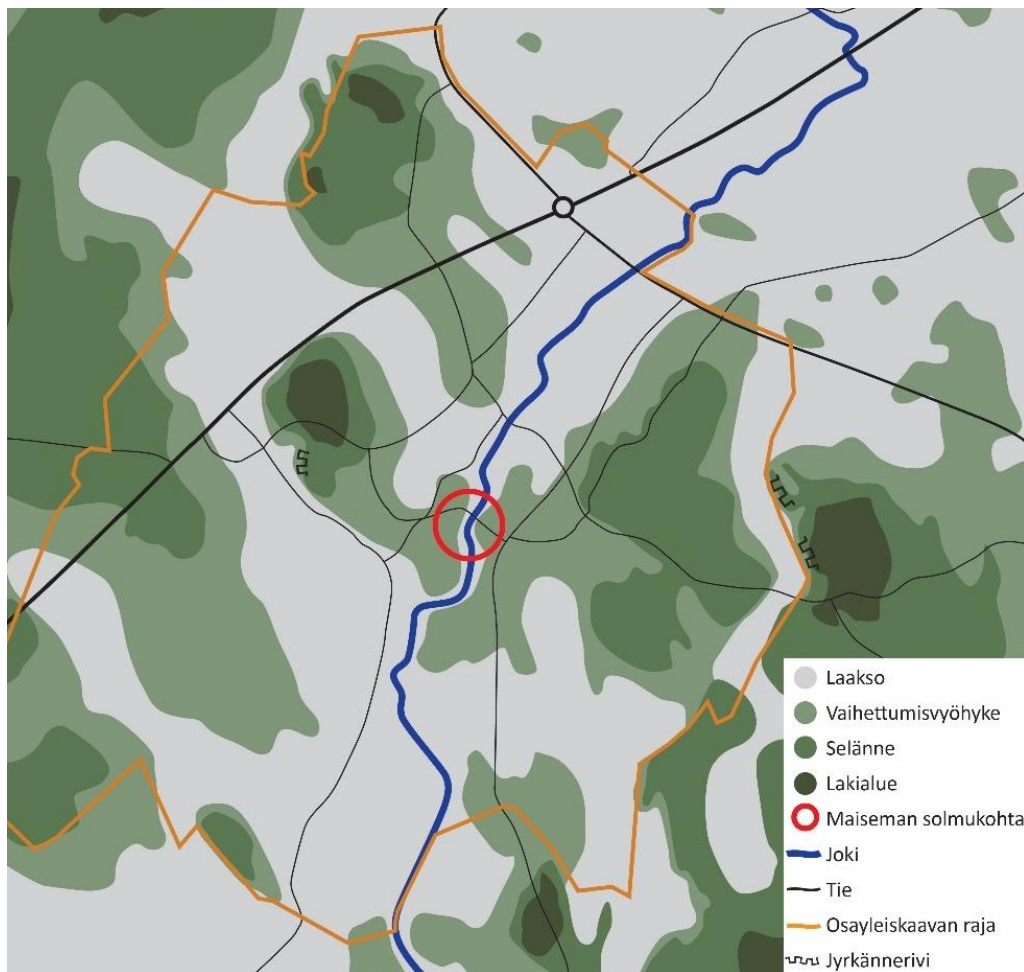 Laakso
Vaihettumisvyöhyke
Selänne
Lakialue
Maiseman solmukohta
Joki
Tie
Osayleiskaavan raja
Jyrkännerivi